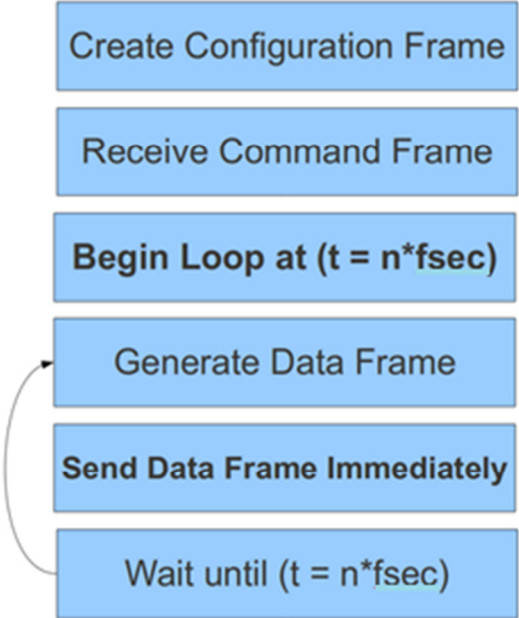 Create Configuration Frame
Receive Command Frame
Begin Loop at (t = n*fsec)
Generate Data Frame
Send Data Frame Immediately
Wait until (t = n*fsec)